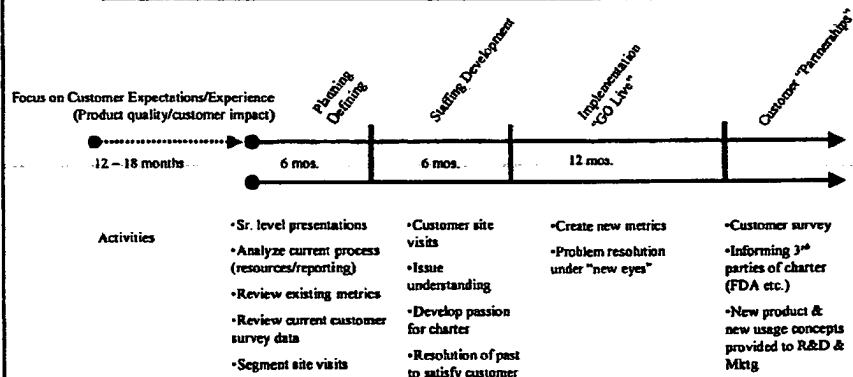 Planning
Defining
Staffing Development
Implementation
"GO Live"
Customer "Partnerships"
Focus on Customer Expectations/Experience
(Product quality/customer impact)
12 – 18 months
6 mos.
6 mos.
12 mos.
Activities
•Sr. level presentations
•Analyze current process
(resources/reporting)
•Review existing metrics
•Review current customer
survey data
•Segment site visits
•Customer site
visits
•Issue
understanding
•Develop passion
for charter
•Resolution of past
to satisfy customer
•Create new metrics
•Problem resolution
under "new eyes"
•Customer survey
•Informing 3rd
parties of charter
(FDA etc.)
•New product &
new usage concepts
provided to R&D &
Mktg